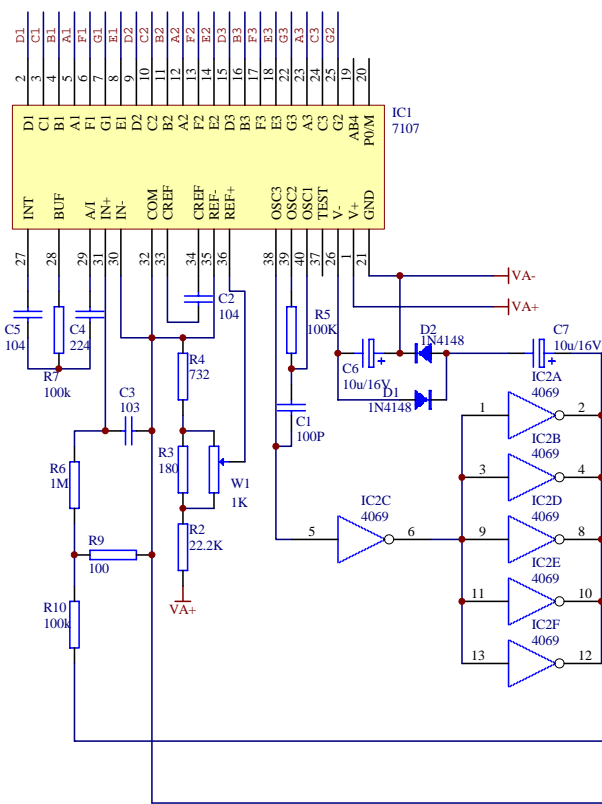 D1 C1 B1 A1 F1 G1 E1 D2 C2 B2 A2 F2 E2 D3 B3 F3 E3 G3 A3 C3 G2
2 3 4 5 6 7 8 9 10 11 12 13 14 15 16 17 18 22 23 24 25 19 20
IC1
7107
D1 C1 B1 A1 F1 G1 E1 D2 C2 B2 A2 F2 E2 D3 B3 F3 E3 G3 A3 C3 G2 AB4 P0/M
INT BUF A/I IN+ IN- COM CREF CREF REF- REF+ OSC3 OSC2 OSC1 TEST V- V+ GND
27 28 29 31 30 32 33 34 35 36 38 39 40 37 26 1 21
VA-
VA+
C5
104
R7
100k
C4
224
C2
104
R5
100K
C6
10u/16V
D2
1N4148
D1
1N4148
C7
10u/16V
R4
732
C3
103
C1
100P
R3
180
W1
1K
R6
1M
R9
100
R2
22.2K
VA+
R10
100k
IC2C
4069
5 6
IC2A
4069
1 2
IC2B
4069
3 4
IC2D
4069
9 8
IC2E
4069
11 10
IC2F
4069
13 12